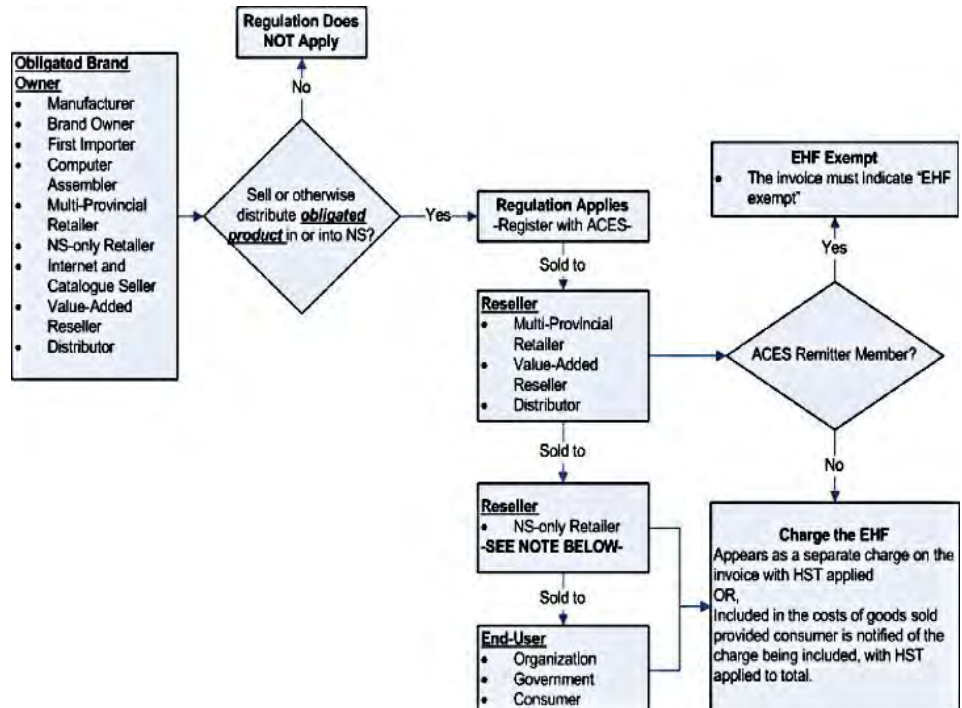 Regulation Does
NOT Apply
Obligated Brand
Owner
• Manufacturer
• Brand Owner
• First Importer
• Computer
Assembler
• Multi-Provincial
Retailer
• NS-only Retailer
• Internet and
Catalogue Seller
• Value-Added
Reseller
• Distributor
No
Sell or otherwise
distribute obligated
product in or into NS?
Yes
Regulation Applies
-Register with ACES-
Sold to
Reseller
• Multi-Provincial
Retailer
• Value-Added
Reseller
• Distributor
Sold to
Reseller
• NS-only Retailer
-SEE NOTE BELOW-
Sold to
End-User
• Organization
• Government
• Consumer
EHF Exempt
• The invoice must indicate “EHF
exempt”
Yes
ACES Remitter Member?
No
Charge the EHF
Appears as a separate charge on the
invoice with HST applied
OR,
Included in the costs of goods sold
provided consumer is notified of the
charge being included, with HST
applied to total.